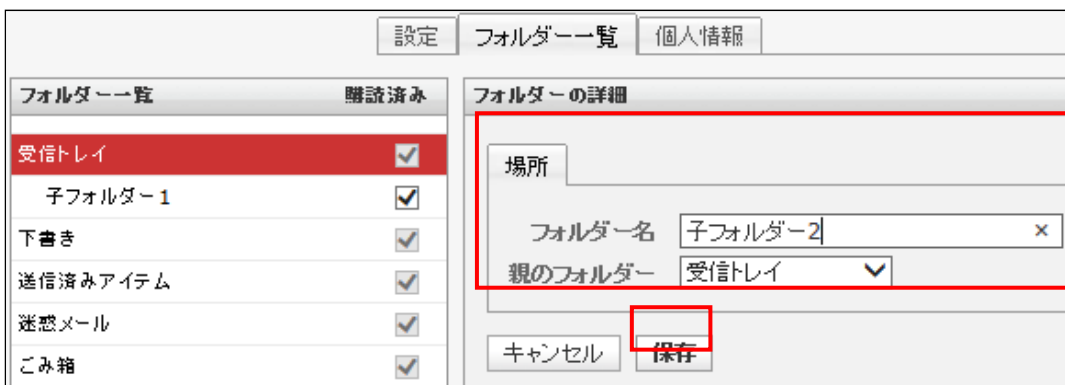 設定 フォルダー一覧 個人情報
フォルダー一覧 購読済み
受信トレイ
子フォルダー1
下書き
送信済みアイテム
迷惑メール
ごみ箱
フォルダーの詳細
場所
フォルダー名 子フォルダー2 ×
親のフォルダー 受信トレイ
キャンセル 保存